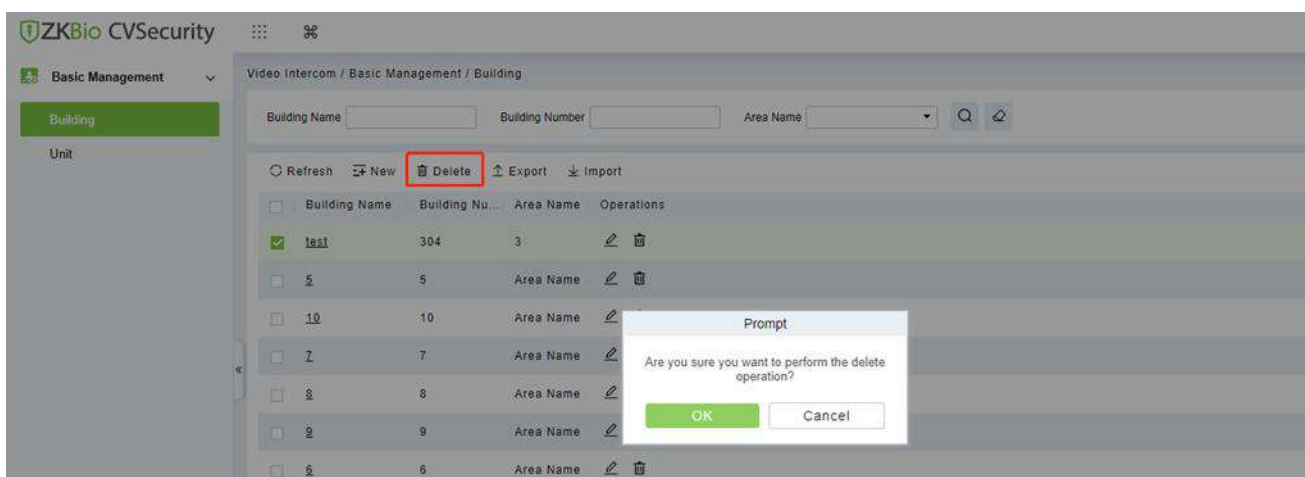 ZKBio CVSecurity
Basic Management
Video Intercom / Basic Management / Building
Building
Building Name Building Number Area Name
Unit
Refresh New Delete Export Import
Building Name Building Nu... Area Name Operations
test 304 3
5 5 Area Name
10 10 Area Name
7 7 Area Name
8 8 Area Name
9 9 Area Name
6 6 Area Name
Prompt
Are you sure you want to perform the delete
operation?
OK Cancel